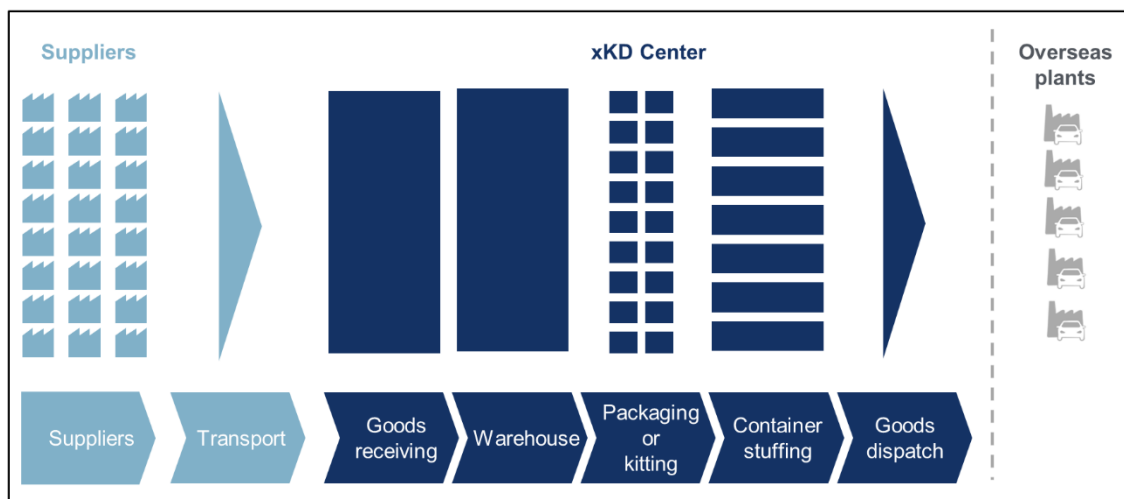 Suppliers
xKD Center
Overseas
plants
Suppliers
Transport
Goods
receiving
Warehouse
Packaging
or
kitting
Container
stuffing
Goods
dispatch